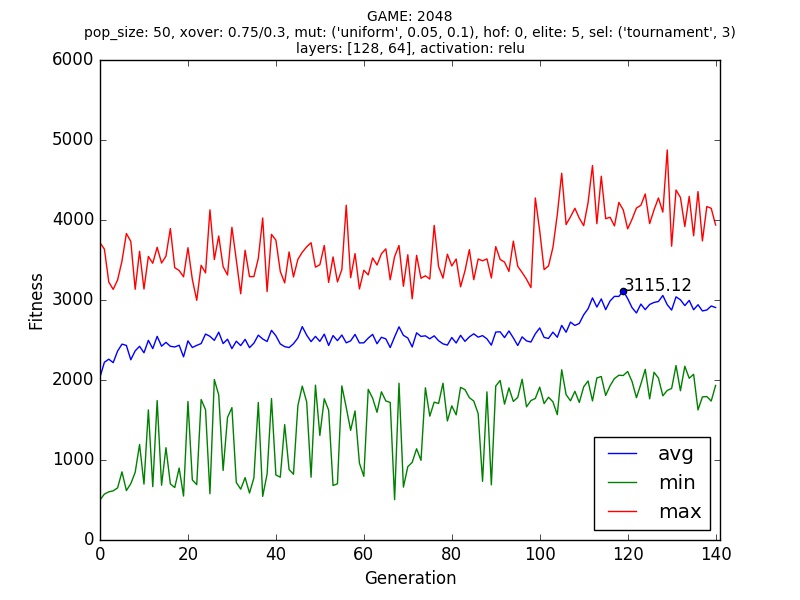 GAME: 2048
pop_size: 50, xover: 0.75/0.3, mut: ('uniform', 0.05, 0.1), hof: 0, elite: 5, sel: ('tournament', 3)
layers: [128, 64], activation: relu
6000
5000
4000
3000
2000
1000
0
Fitness
3115.12
avg
min
max
0 20 40 60 80 100 120 140
Generation